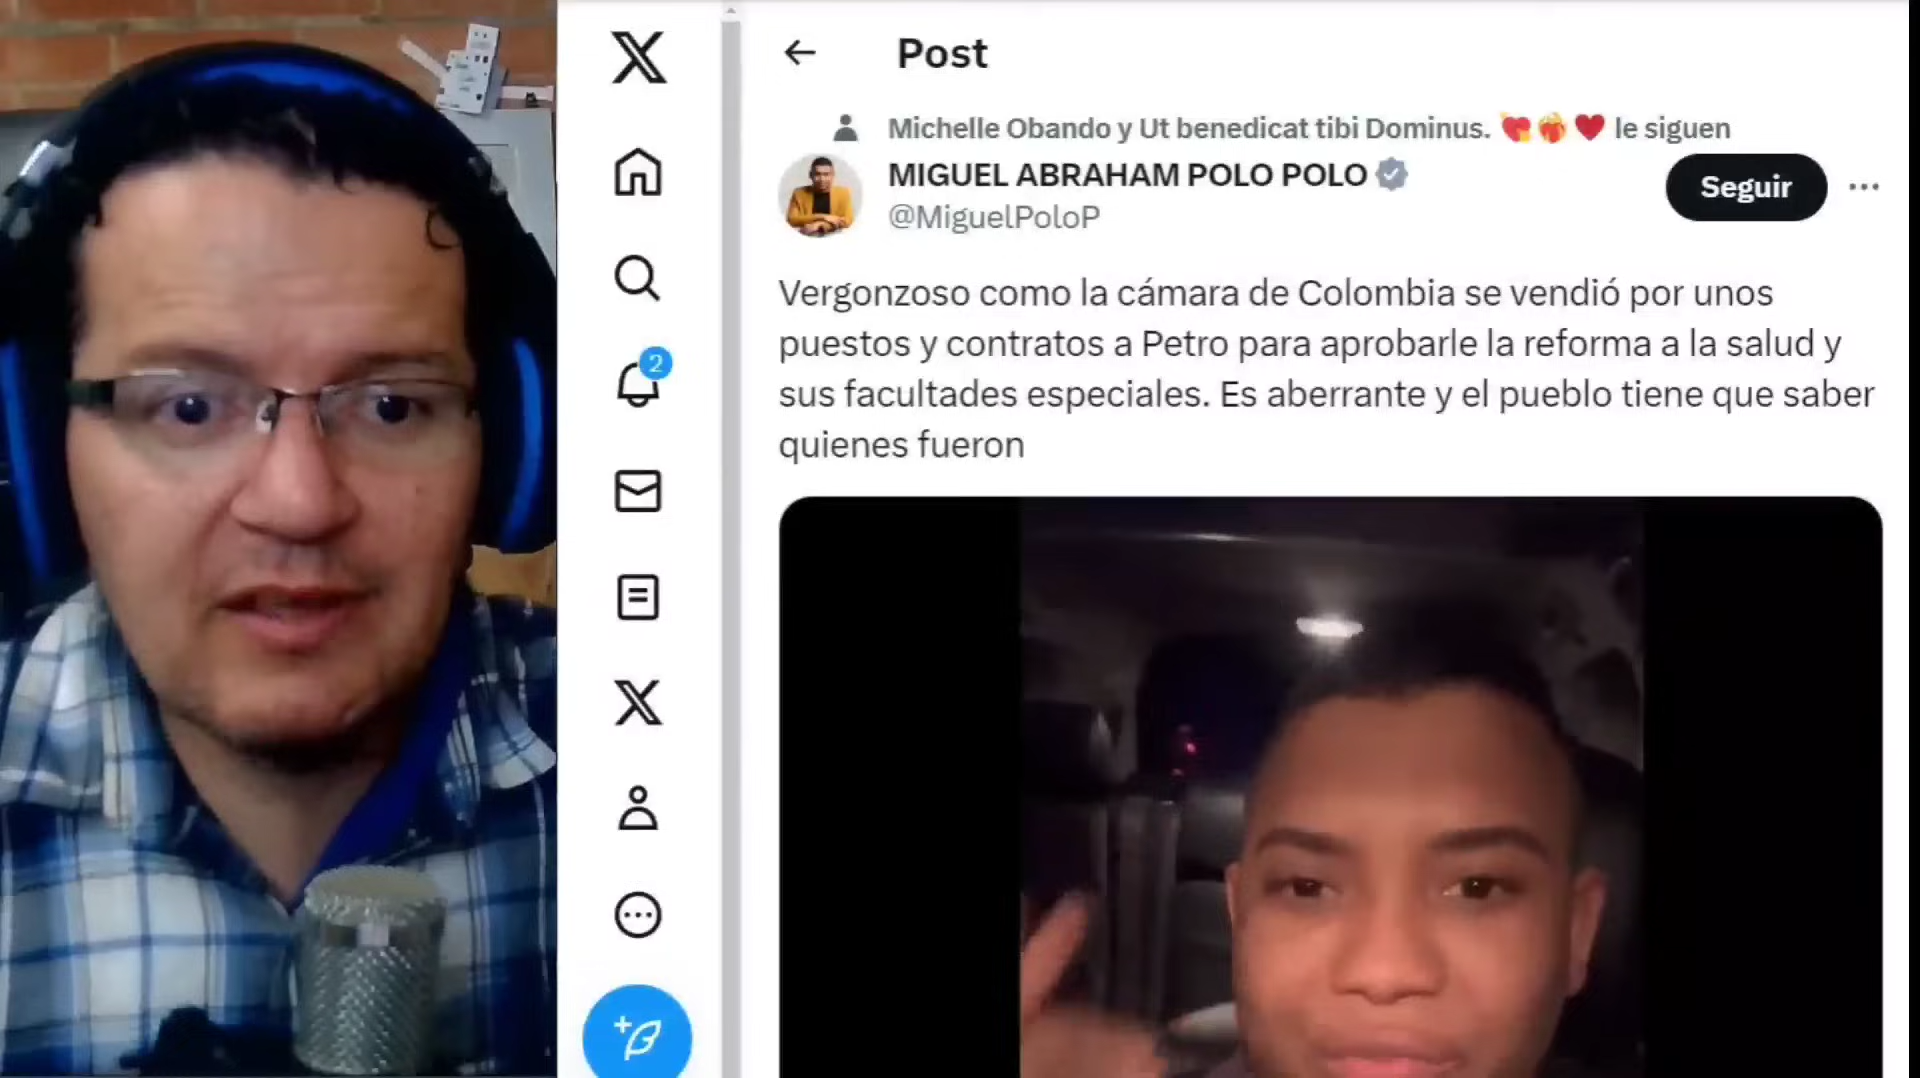 Post
Michelle Obando y Ut benedicat tibi Dominus. 💘❤️‍🔥♥️ le siguen
MIGUEL ABRAHAM POLO POLO
@MiguelPoloP
Seguir
2
Vergonzoso como la cámara de Colombia se vendió por unos
puestos y contratos a Petro para aprobarle la reforma a la salud y
sus facultades especiales. Es aberrante y el pueblo tiene que saber
quienes fueron